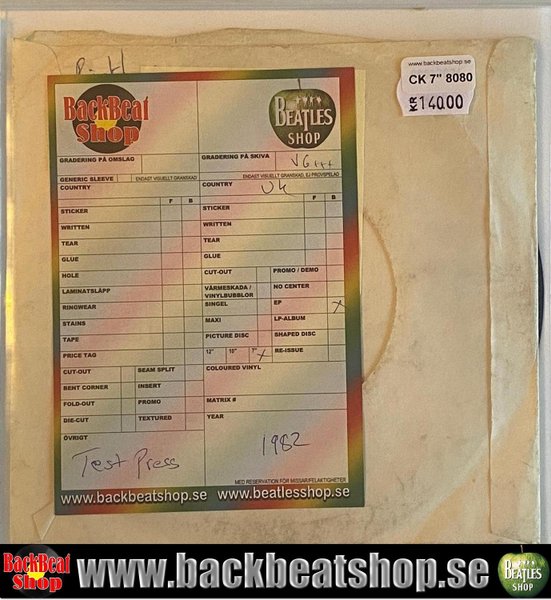 www.backbeatshop.se
CK 7" 8080
KR 140.00
BackBeat
Shop
BEATLES
SHOP
GRADERING PÅ OMSLAG
GRADERING PÅ SKIVA VG+++
GENERIC SLEEVE ENDAST VISUELLT GRANSKAD
ENDAST VISUELLT GRANSKAD, EJ PROVSPELAD
COUNTRY
COUNTRY UK
F B
F B
STICKER
STICKER
WRITTEN
WRITTEN
TEAR
TEAR
GLUE
GLUE
HOLE
CUT-OUT PROMO / DEMO
LAMINATSLÄPP
VÄRMESKADA / VINYLBUBBLOR NO CENTER
RINGWEAR
SINGEL EP X
STAINS
MAXI LP-ALBUM
TAPE
PICTURE DISC SHAPED DISC
PRICE TAG
12" 10" 7" X RE-ISSUE
CUT-OUT SEAM SPLIT
COLOURED VINYL
BENT CORNER INSERT
FOLD-OUT PROMO
MATRIX #
DIE-CUT TEXTURED
YEAR
ÖVRIGT
1982
Test Press
MED RESERVATION FÖR MISSAR/FELAKTIGHETER
www.backbeatshop.se www.beatlesshop.se
BackBeat
Shop
www.backbeatshop.se
BEATLES
SHOP